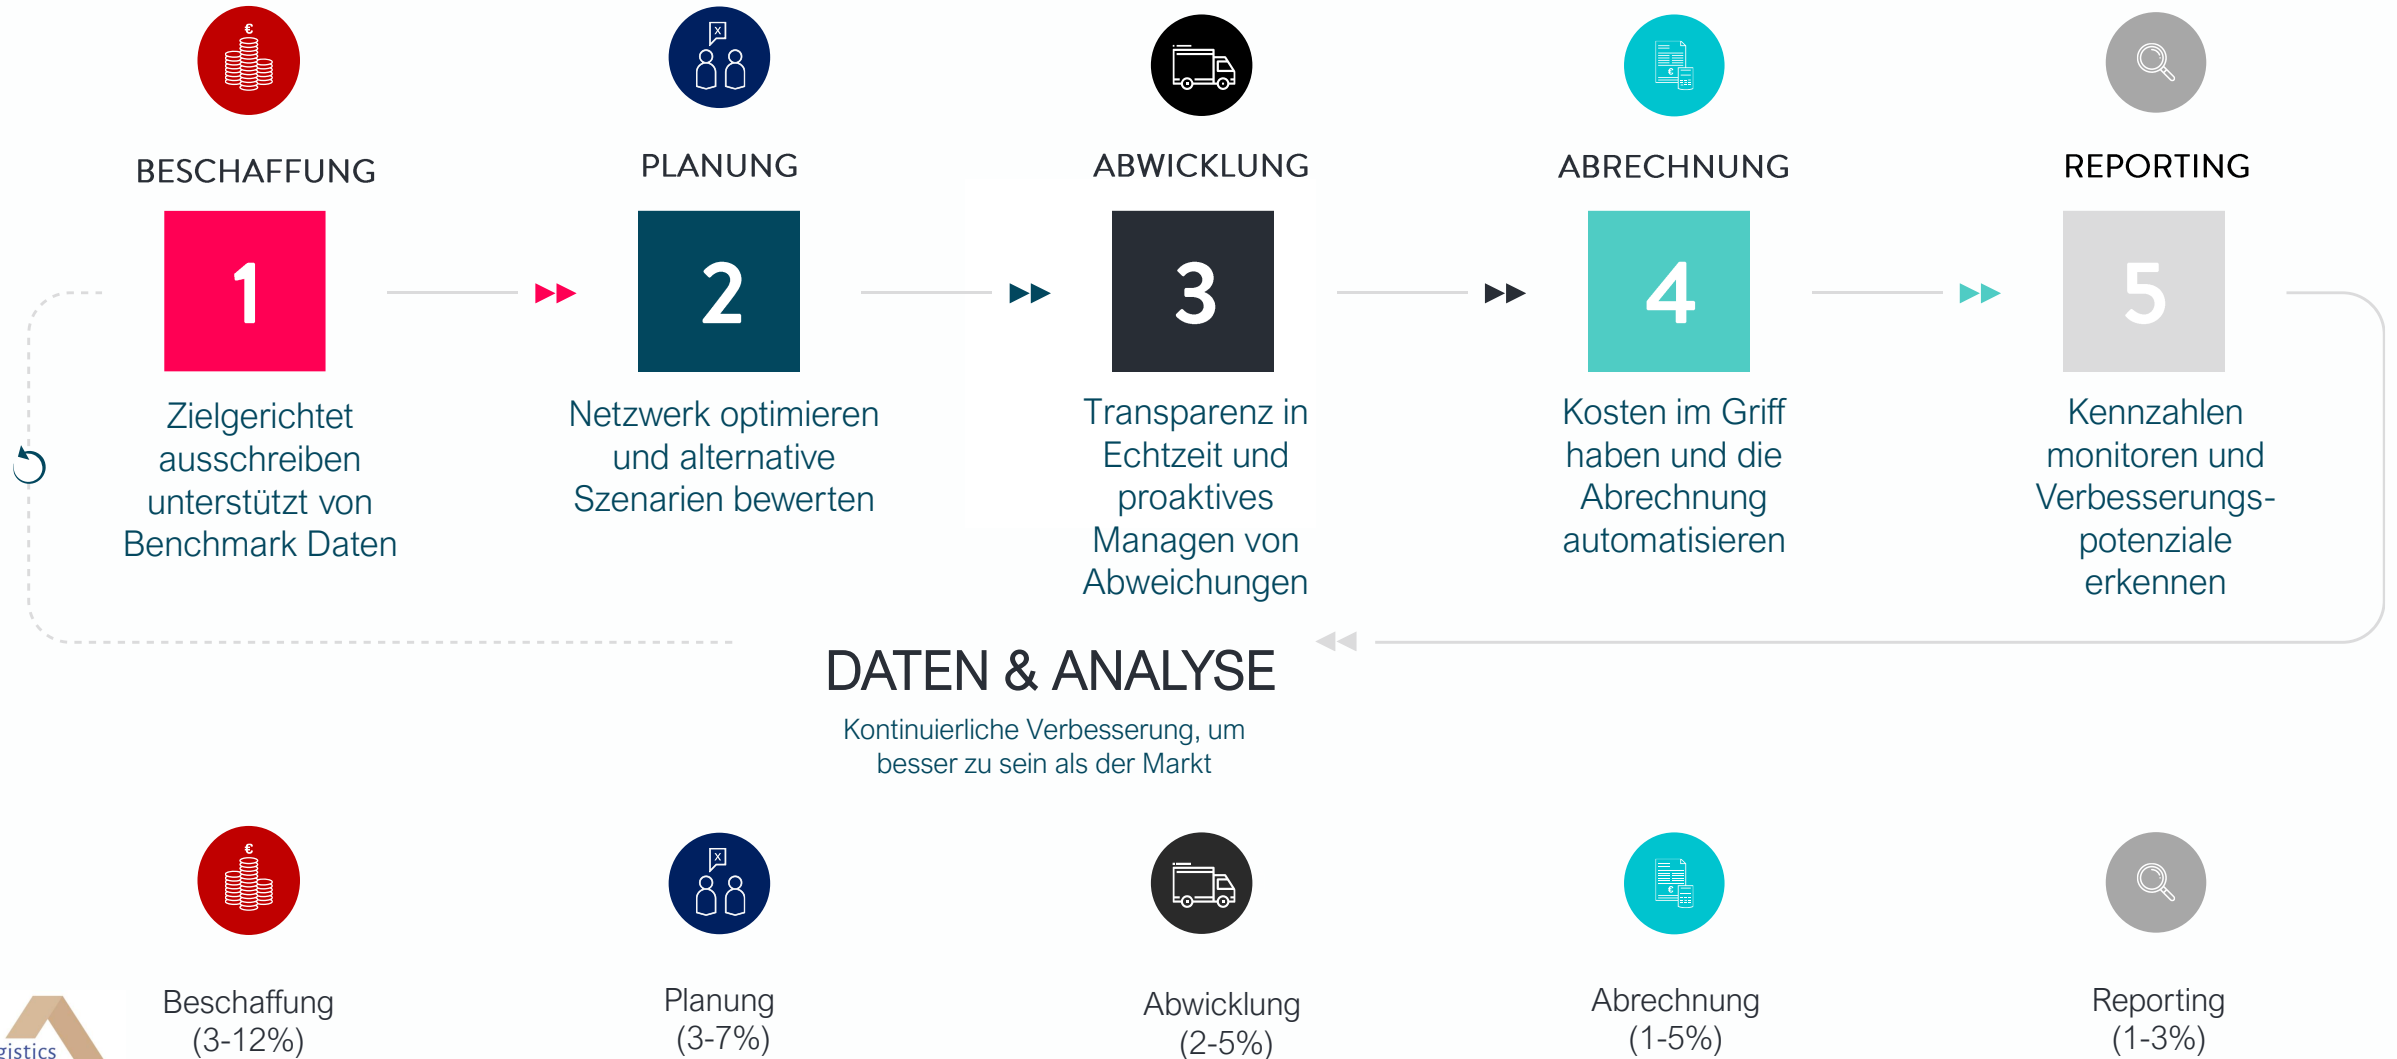 BESCHAFFUNG
PLANUNG
ABWICKLUNG
ABRECHNUNG
REPORTING
1
2
3
4
5
Zielgerichtet
ausschreiben
unterstützt von
Benchmark Daten
Netzwerk optimieren
und alternative
Szenarien bewerten
Transparenz in
Echtzeit und
proaktives
Managen von
Abweichungen
Kosten im Griff
haben und die
Abrechnung
automatisieren
Kennzahlen
monitoren und
Verbesserungs-
potenziale
erkennen
DATEN & ANALYSE
Kontinuierliche Verbesserung, um
besser zu sein als der Markt
Beschaffung
(3-12%)
Planung
(3-7%)
Abwicklung
(2-5%)
Abrechnung
(1-5%)
Reporting
(1-3%)